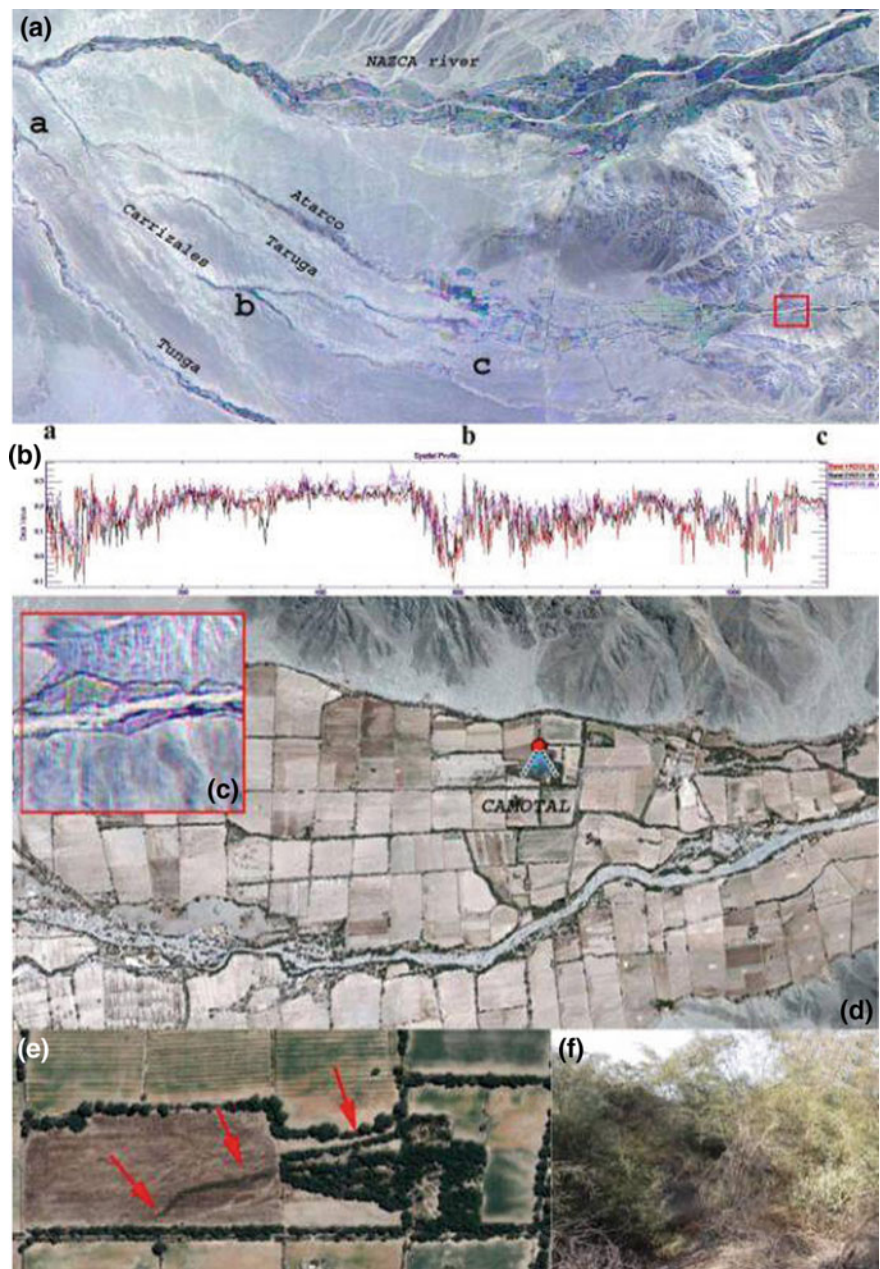 (a)
NAZCA river
a
Atarco
Taruga
Carrizales
b
Tunga
c
a
b
c
(b)
Spatial Profile
(c)
CAMOTAL
(d)
(e)
(f)